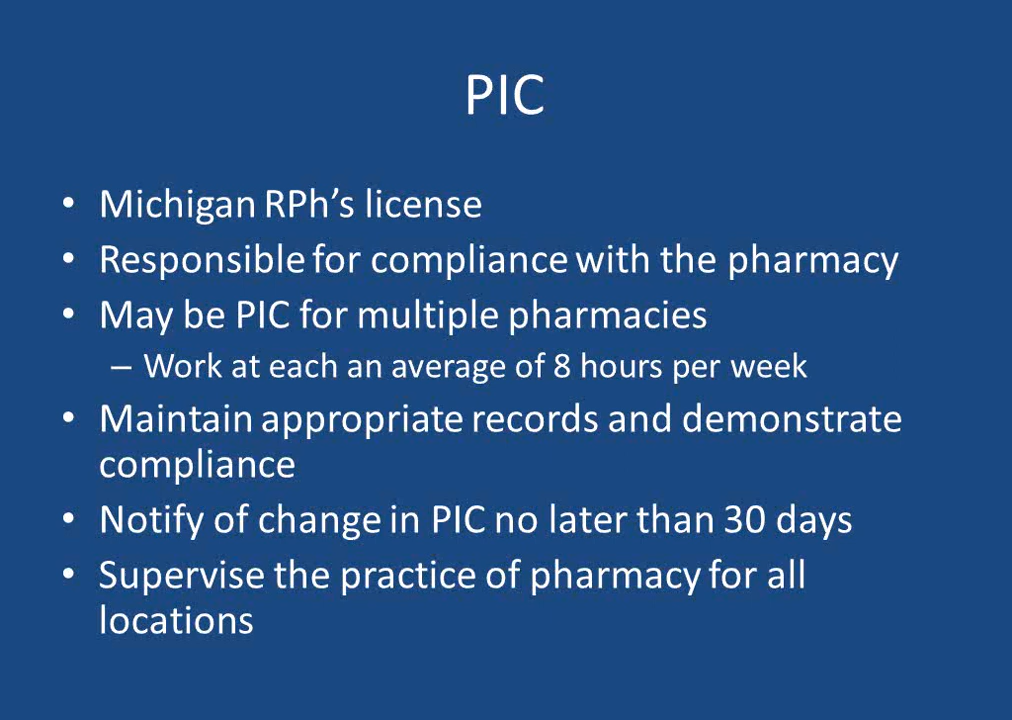 PIC
• Michigan RPh’s license
• Responsible for compliance with the pharmacy
• May be PIC for multiple pharmacies
– Work at each an average of 8 hours per week
• Maintain appropriate records and demonstrate
compliance
• Notify of change in PIC no later than 30 days
• Supervise the practice of pharmacy for all
locations